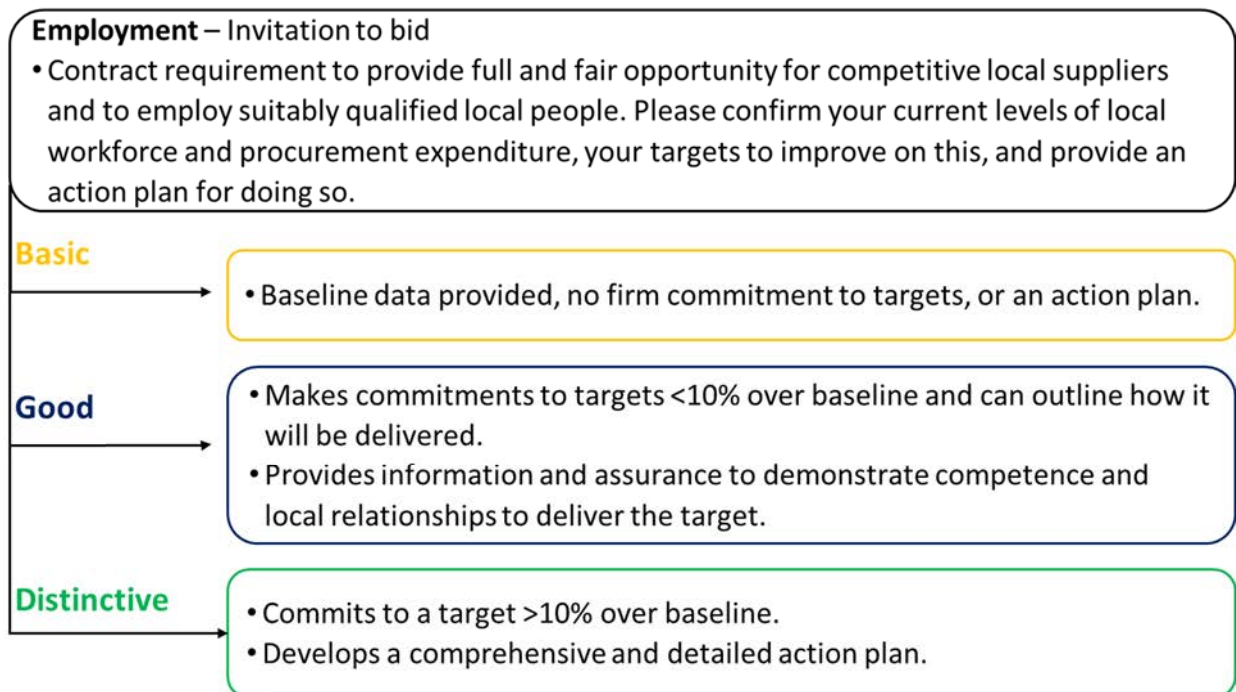 Employment – Invitation to bid
• Contract requirement to provide full and fair opportunity for competitive local suppliers
and to employ suitably qualified local people. Please confirm your current levels of local
workforce and procurement expenditure, your targets to improve on this, and provide an
action plan for doing so.
Basic
• Baseline data provided, no firm commitment to targets, or an action plan.
Good
• Makes commitments to targets <10% over baseline and can outline how it
will be delivered.
• Provides information and assurance to demonstrate competence and
local relationships to deliver the target.
Distinctive
• Commits to a target >10% over baseline.
• Develops a comprehensive and detailed action plan.